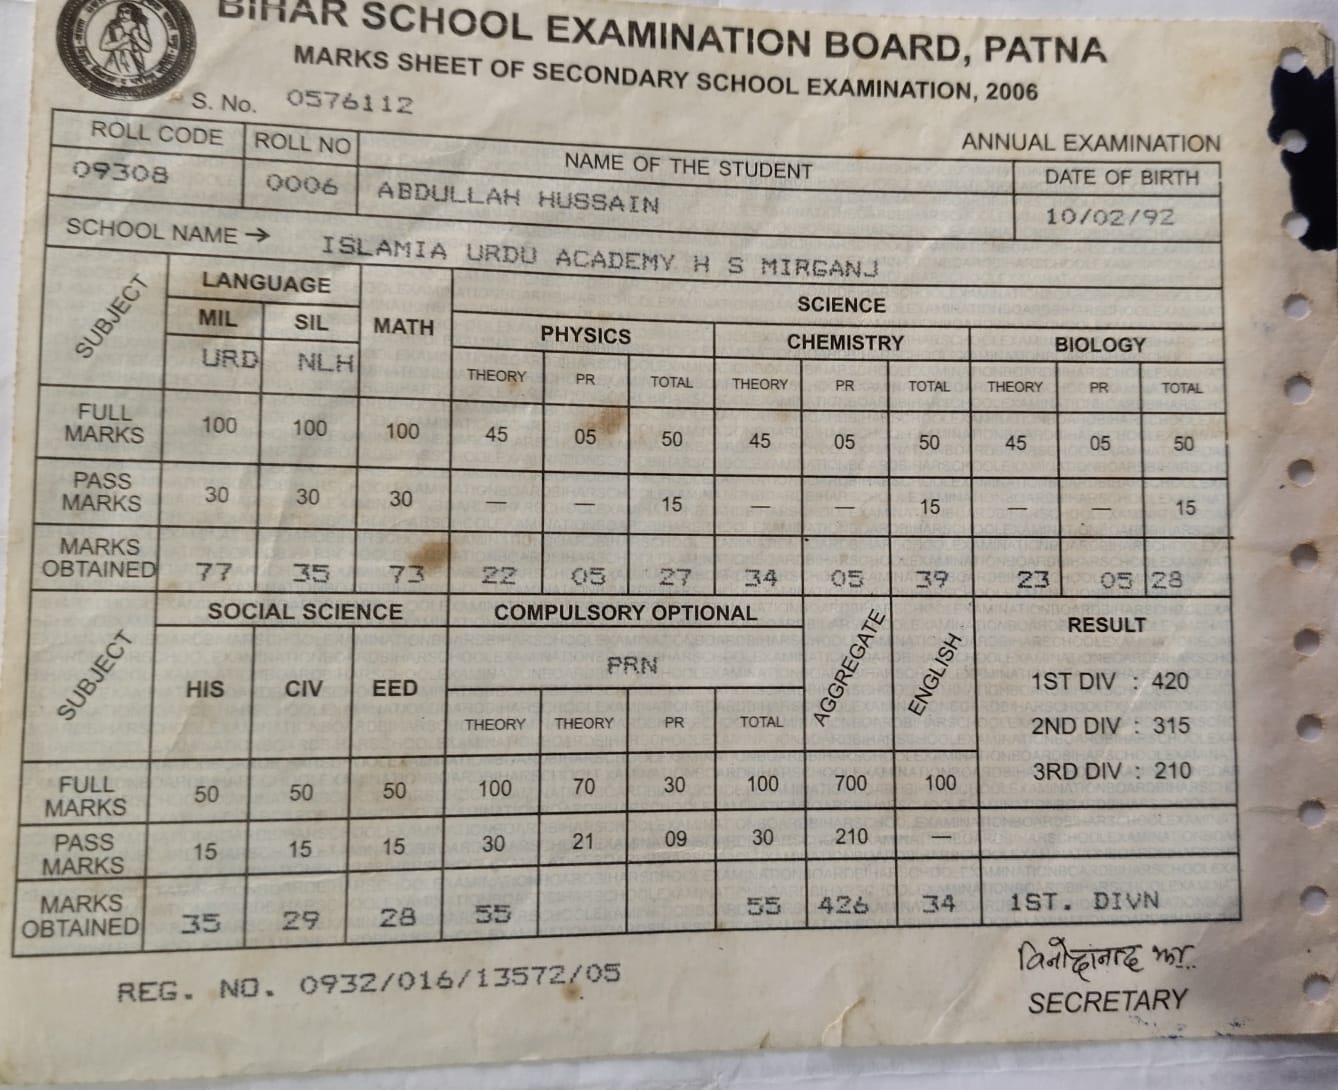 BIHAR SCHOOL EXAMINATION BOARD, PATNA
MARKS SHEET OF SECONDARY SCHOOL EXAMINATION, 2006
S. No. 0576112
ANNUAL EXAMINATION
ROLL CODE ROLL NO NAME OF THE STUDENT DATE OF BIRTH
09308 0006 ABDULLAH HUSSAIN 10/02/92
SCHOOL NAME → ISLAMIA URDU ACADEMY H S MIRGANJ
SUBJECT LANGUAGE MATH SCIENCE
MIL SIL PHYSICS CHEMISTRY BIOLOGY
URD NLH THEORY PR TOTAL THEORY PR TOTAL THEORY PR TOTAL
FULL MARKS 100 100 100 45 05 50 45 05 50 45 05 50
PASS MARKS 30 30 30 — — 15 — — 15 — — 15
MARKS OBTAINED 77 35 73 22 05 27 34 05 39 23 05 28
SUBJECT SOCIAL SCIENCE COMPULSORY OPTIONAL AGGREGATE ENGLISH RESULT
PRN
HIS CIV EED THEORY THEORY PR TOTAL
1ST DIV : 420
2ND DIV : 315
3RD DIV : 210
FULL MARKS 50 50 50 100 70 30 100 700 100
PASS MARKS 15 15 15 30 21 09 30 210 —
MARKS OBTAINED 35 29 28 55 55 426 34 1ST. DIVN
REG. NO. 0932/016/13572/05
विनोदानन्द झा
SECRETARY